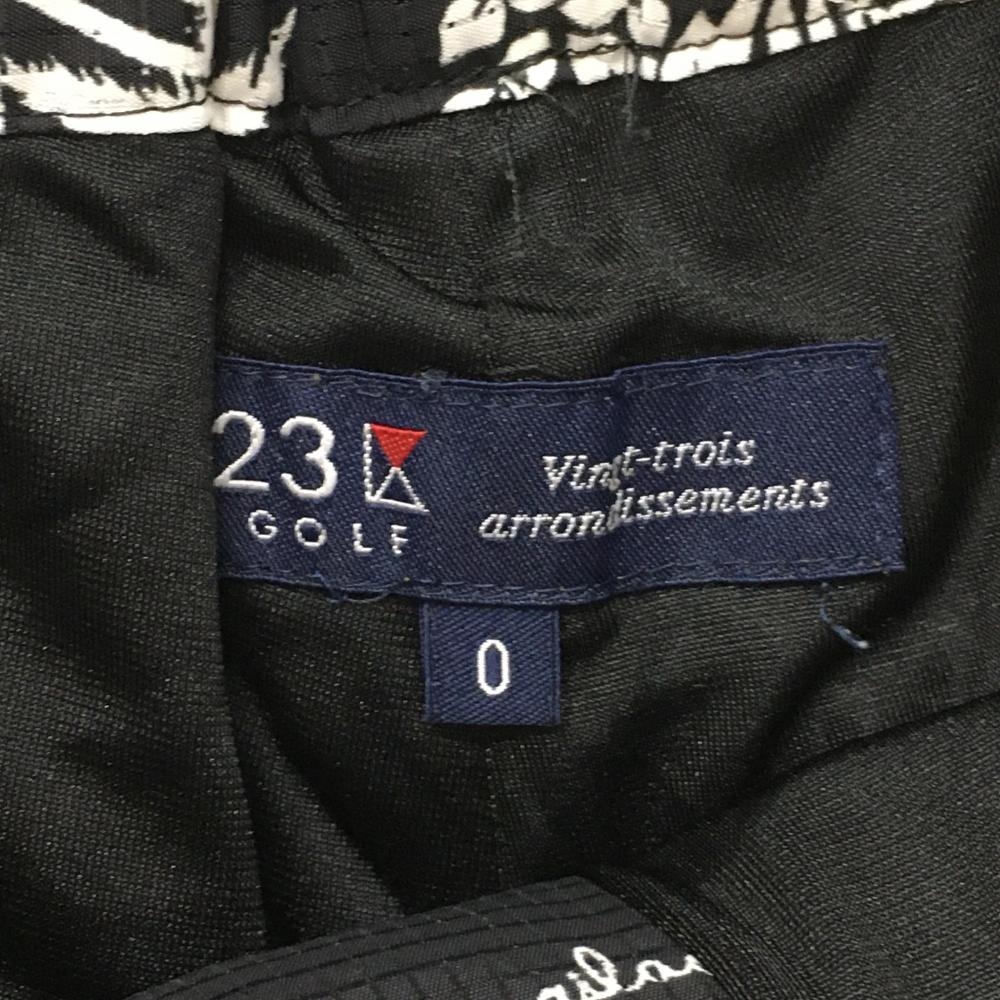 23
GOLF
Vingt-trois
arrondissements
0